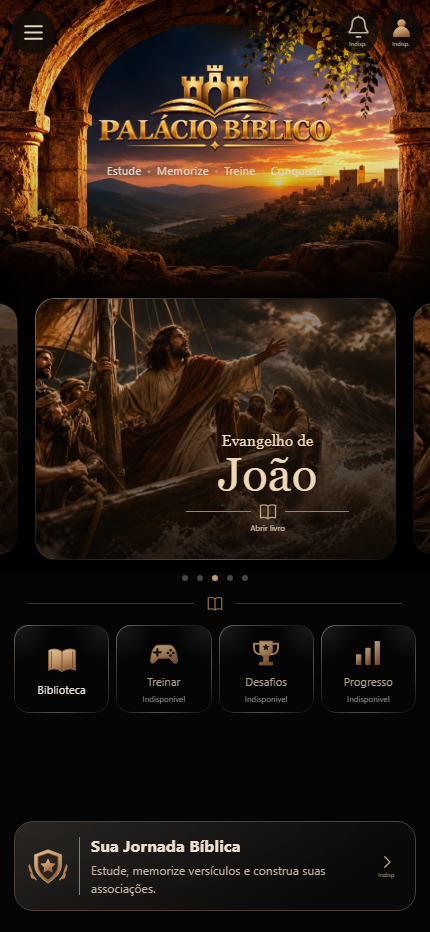 Indisp.
Indisp.
PALÁCIO BÍBLICO
Estude • Memorize • Treine Conquiste
Evangelho de
João
Abrir livro
Biblioteca
Treinar
Indisponível
Desafios
Indisponível
Progresso
Indisponível
Sua Jornada Bíblica
Estude, memorize versículos e construa suas
associações.
Indisp.